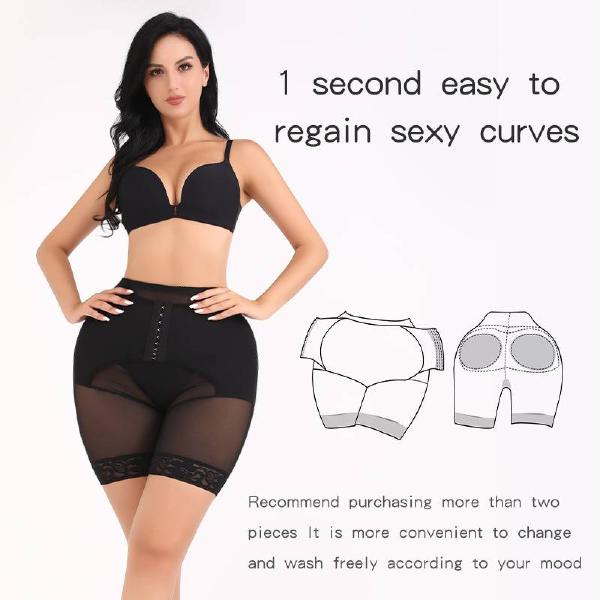 1 second easy to
regain sexy curves
Recommend purchasing more than two
pieces It is more convenient to change
and wash freely according to your mood